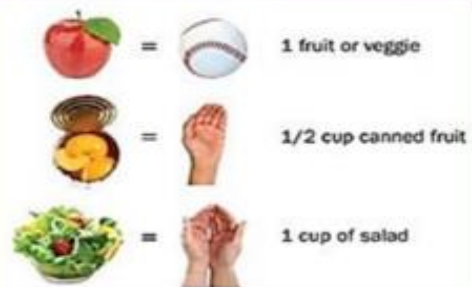 = 1 fruit or veggie
= 1/2 cup canned fruit
= 1 cup of salad